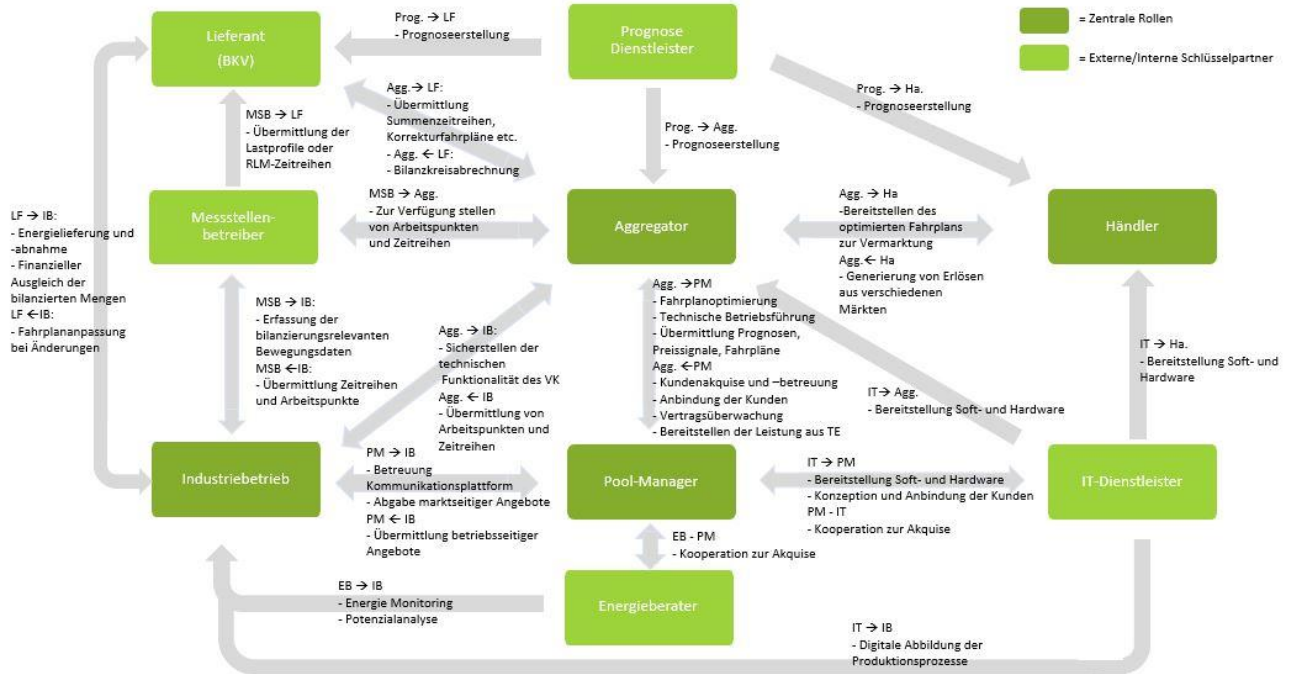 Lieferant
(BKV)
Prog. → LF
- Prognoseerstellung
Prognose
Dienstleister
= Zentrale Rollen
= Externe/Interne Schlüsselpartner
MSB → LF
- Übermittlung der
Lastprofile oder
RLM-Zeitreihen
Agg. → LF:
- Übermittlung
Summenzeitreihen,
Korrekturfahrpläne etc.
- Agg. ← LF:
- Bilanzkreisabrechnung
Prog. → Agg.
- Prognoseerstellung
Prog. → Ha.
- Prognoseerstellung
LF → IB:
- Energielieferung und
-abnahme
- Finanzieller
Ausgleich der
bilanzierten Mengen
LF ←IB:
- Fahrplananpassung
bei Änderungen
Messstellen-
betreiber
MSB → Agg.
- Zur Verfügung stellen
von Arbeitspunkten
und Zeitreihen
Aggregator
Agg. → Ha
-Bereitstellen des
optimierten Fahrplans
zur Vermarktung
Agg.← Ha
- Generierung von Erlösen
aus verschiedenen
Märkten
Händler
MSB → IB:
- Erfassung der
bilanzierungsrelevanten
Bewegungsdaten
MSB ←IB:
- Übermittlung Zeitreihen
und Arbeitspunkte
Agg. → IB:
- Sicherstellen der
technischen
Funktionalität des VK
Agg. ← IB
- Übermittlung von
Arbeitspunkten und
Zeitreihen
Agg. →PM
- Fahrplanoptimierung
- Technische Betriebsführung
- Übermittlung Prognosen,
Preissignale, Fahrpläne
Agg. ←PM
- Kundenakquise und –betreuung
- Anbindung der Kunden
- Vertragsüberwachung
- Bereitstellen der Leistung aus TE
IT→ Agg.
- Bereitstellung Soft- und Hardware
IT → Ha.
- Bereitstellung Soft- und
Hardware
Industriebetrieb
PM → IB
- Betreuung
Kommunikationsplattform
- Abgabe marktseitiger Angebote
PM ← IB
- Übermittlung betriebsseitiger
Angebote
Pool-Manager
IT → PM
- Bereitstellung Soft- und Hardware
- Konzeption und Anbindung der Kunden
PM - IT
- Kooperation zur Akquise
IT-Dienstleister
EB - PM
- Kooperation zur Akquise
EB → IB
- Energie Monitoring
- Potenzialanalyse
Energieberater
IT → IB
- Digitale Abbildung der
Produktionsprozesse